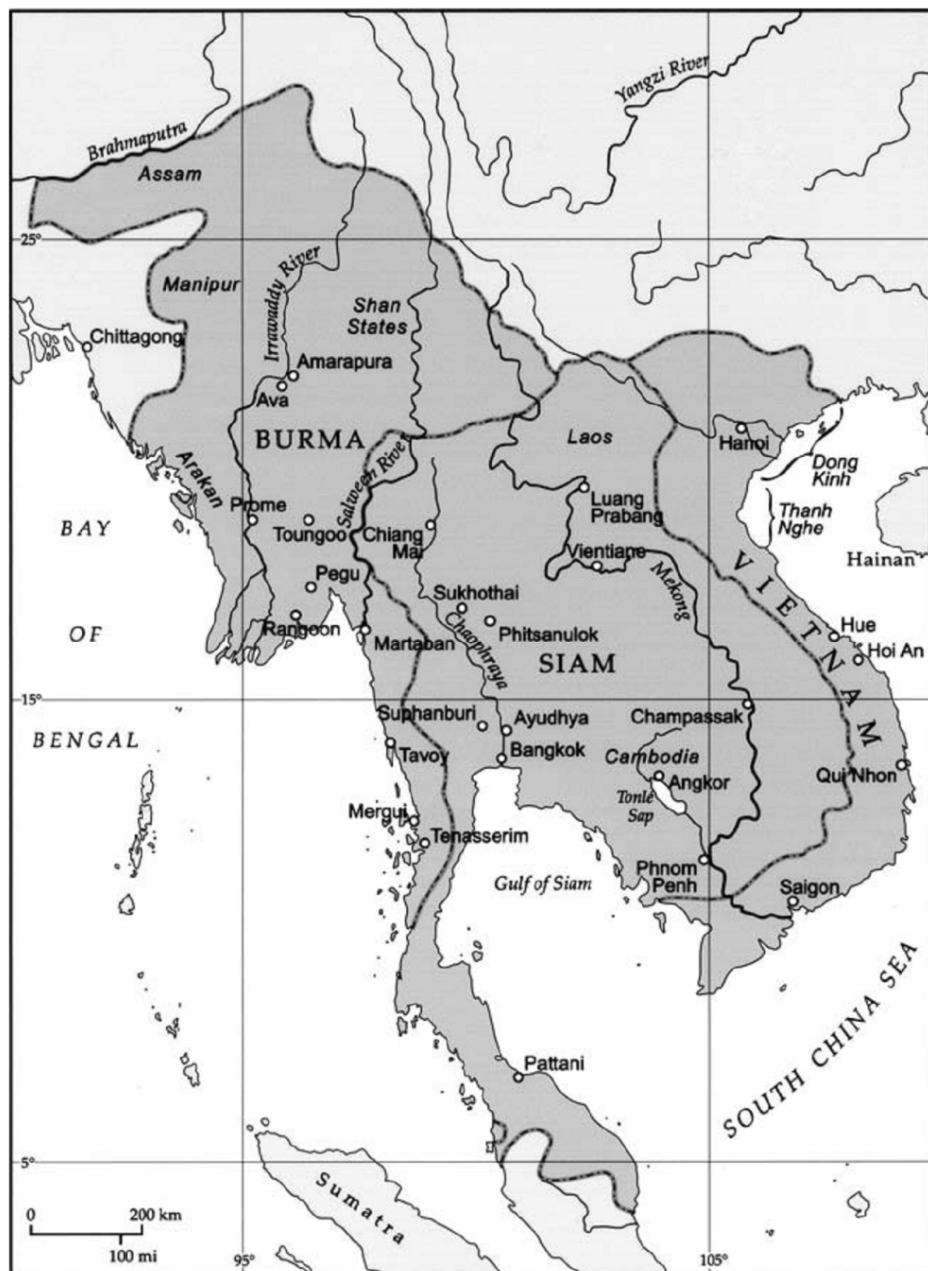 Yangzi River
Brahmaputra
Assam
25°
Manipur
Irrawaddy River
Shan
States
Chittagong
Amarapura
Ava
BURMA
Laos
Hanoi
Dong
Kinh
Salween River
Arakan
Thanh
Nghe
Luang
Prabang
Prome
BAY
Toungoo
Chiang
Mai
Vientiane
Hainan
Pegu
Mekong
VIETNAM
Sukhothai
OF
Rangoon
Martaban
Chaophraya
Phitsanulok
Hue
SIAM
Hoi An
15°
Suphanburi
Ayudhya
Champassak
BENGAL
Tavoy
Bangkok
Cambodia
Angkor
Qui Nhon
Tonle
Sap
Mergui
Tenasserim
Phnom
Penh
Gulf of Siam
Saigon
SOUTH CHINA SEA
Pattani
5°
Sumatra
0 200 km
100 mi
95°
105°